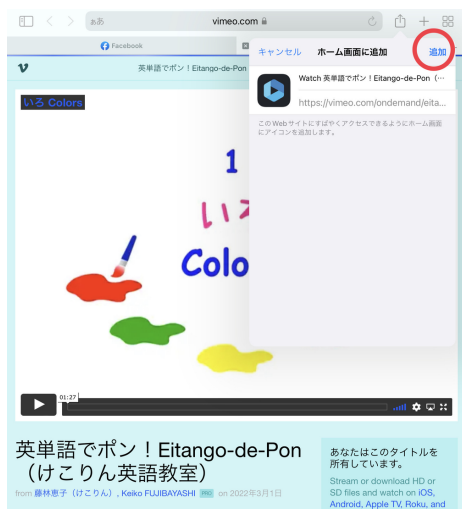 ぁあ
vimeo.com
Facebook
英単語でポン！Eitango-de-Pon
キャンセル
ホーム画面に追加
追加
Watch 英単語でポン！Eitango-de-Pon（…
https://vimeo.com/ondemand/eita...
このWebサイトにすばやくアクセスできるようにホーム画面
にアイコンを追加します。
いろ Colors
1
いろ
Colo
01:27
英単語でポン！Eitango-de-Pon
（けこりん英語教室）
from 藤林恵子（けこりん）, Keiko FUJIBAYASHI PRO on 2022年3月1日
あなたはこのタイトルを
所有しています。
Stream or download HD or
SD files and watch on iOS,
Android, Apple TV, Roku, and